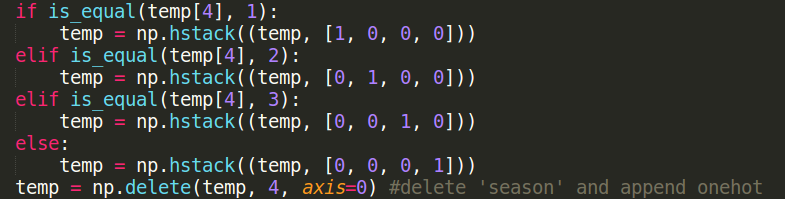 if is_equal(temp[4], 1):
    temp = np.hstack((temp, [1, 0, 0, 0]))
elif is_equal(temp[4], 2):
    temp = np.hstack((temp, [0, 1, 0, 0]))
elif is_equal(temp[4], 3):
    temp = np.hstack((temp, [0, 0, 1, 0]))
else:
    temp = np.hstack((temp, [0, 0, 0, 1]))
temp = np.delete(temp, 4, axis=0) #delete 'season' and append onehot